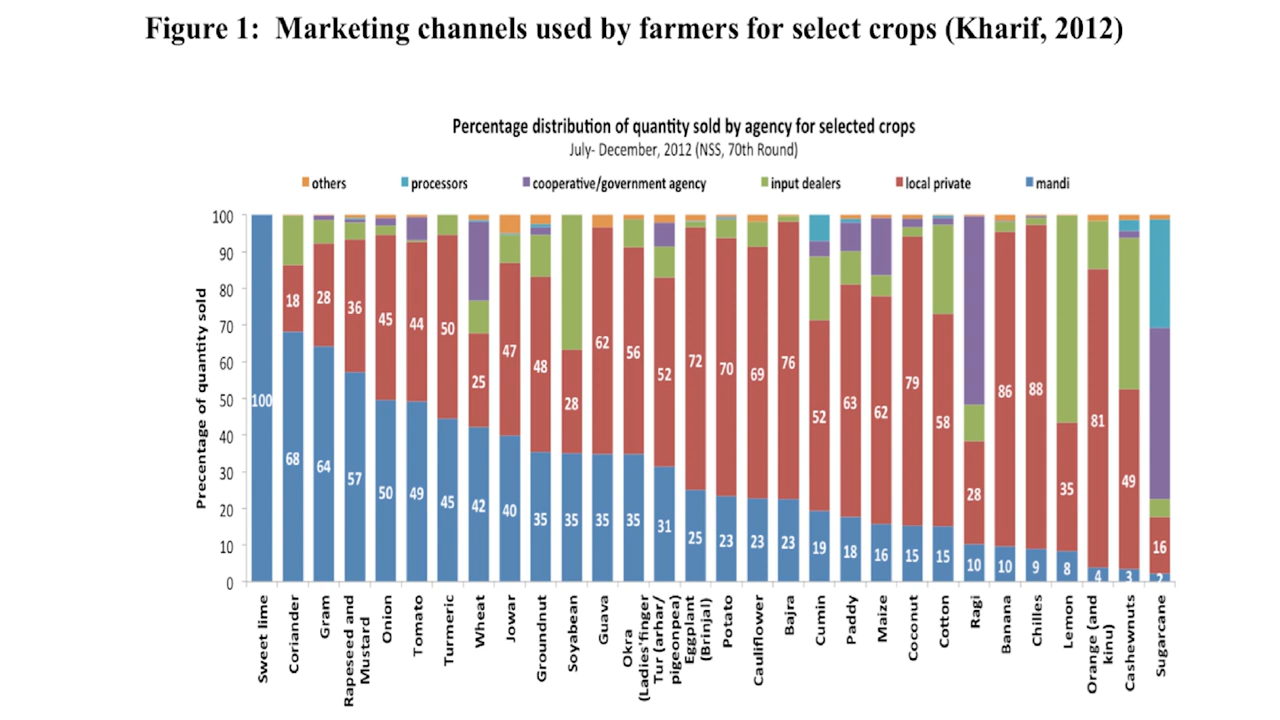 Figure 1: Marketing channels used by farmers for select crops (Kharif, 2012)
Percentage distribution of quantity sold by agency for selected crops
July- December, 2012 (NSS, 70th Round)
others processors cooperative/government agency input dealers local private mandi
Precentage of quantity sold
100
90
80
70
60
50
40
30
20
10
0
100
68 18
64 28
57 36
50 45
49 44
45 50
42 25
40 47
35 48
35 28
35 62
35 56
31 52
25 72
23 70
23 69
23 76
19 52
18 63
16 62
15 79
15 58
10 28
10 86
9 88
8 35
4 81
3 49
2 16
Sweet lime
Coriander
Gram
Rapeseed and
Mustard
Onion
Tomato
Turmeric
Wheat
Jowar
Groundnut
Soyabean
Guava
Okra
(Ladies'finger
Tur (arhar/
pigeonpea)
Eggplant
(Brinjal)
Potato
Cauliflower
Bajra
Cumin
Paddy
Maize
Coconut
Cotton
Ragi
Banana
Chilles
Lemon
Orange (and
kinu)
Cashewnuts
Sugarcane